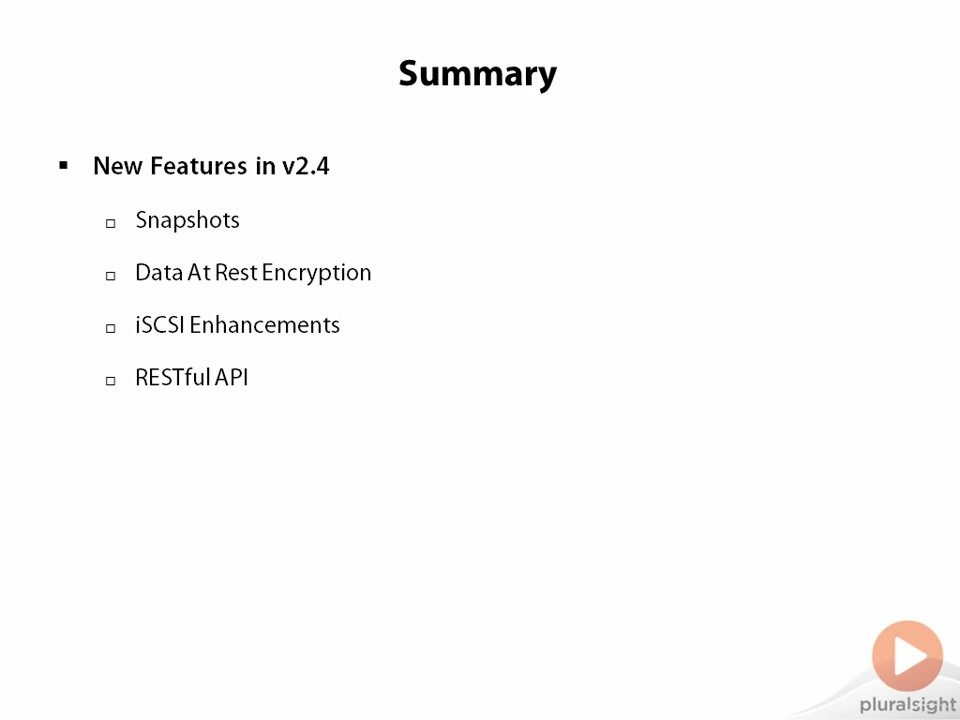 Summary
New Features in v2.4
Snapshots
Data At Rest Encryption
iSCSI Enhancements
RESTful API
pluralsight